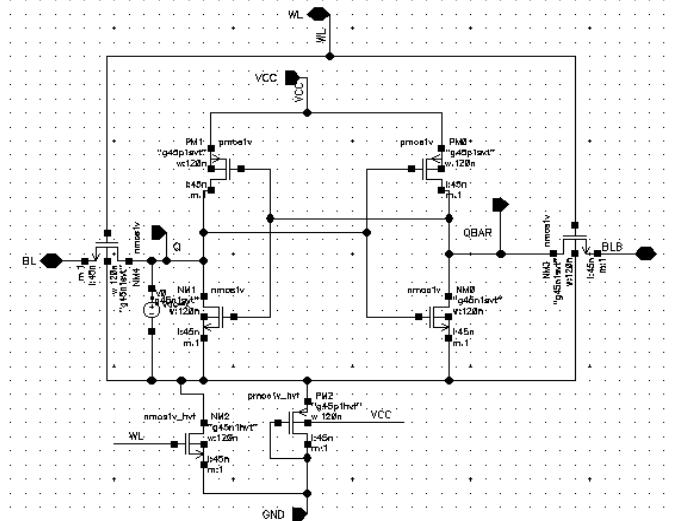 WL
WL
VCC
VCC
PM1
pmos1v
"g45p1svt"
w:120n
l:45n
m:1
pmos1v
PM0
"g45p1svt"
w:120n
l:45n
m:1
BL
Q
nmos1v
NM4
"g45n1svt"
w:120n
l:45n
m:1
V0
NM1
nmos1v
"g45n1svt"
w:120n
l:45n
m:1
nmos1v
NM0
"g45n1svt"
w:120n
l:45n
m:1
QBAR
nmos1v
NM3
"g45n1svt"
w:120n
l:45n
m:1
BLB
nmos1v_hvt
NM2
"g45n1hvt"
w:120n
l:45n
m:1
WL
pmos1v_hvt
PM2
"g45p1hvt"
w:120n
l:45n
m:1
VCC
GND